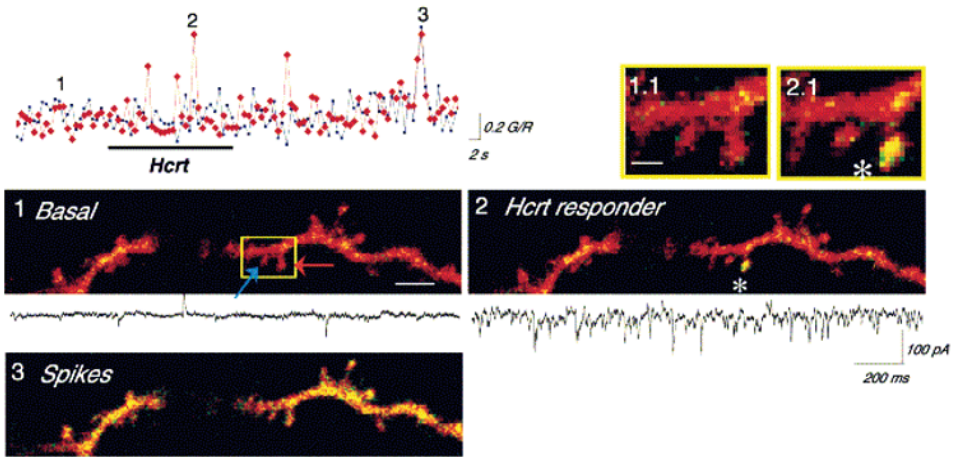 1
2
3
0.2 G/R
2 s
Hcrt
1.1
2.1
*
1 Basal
2 Hcrt responder
*
100 pA
200 ms
3 Spikes